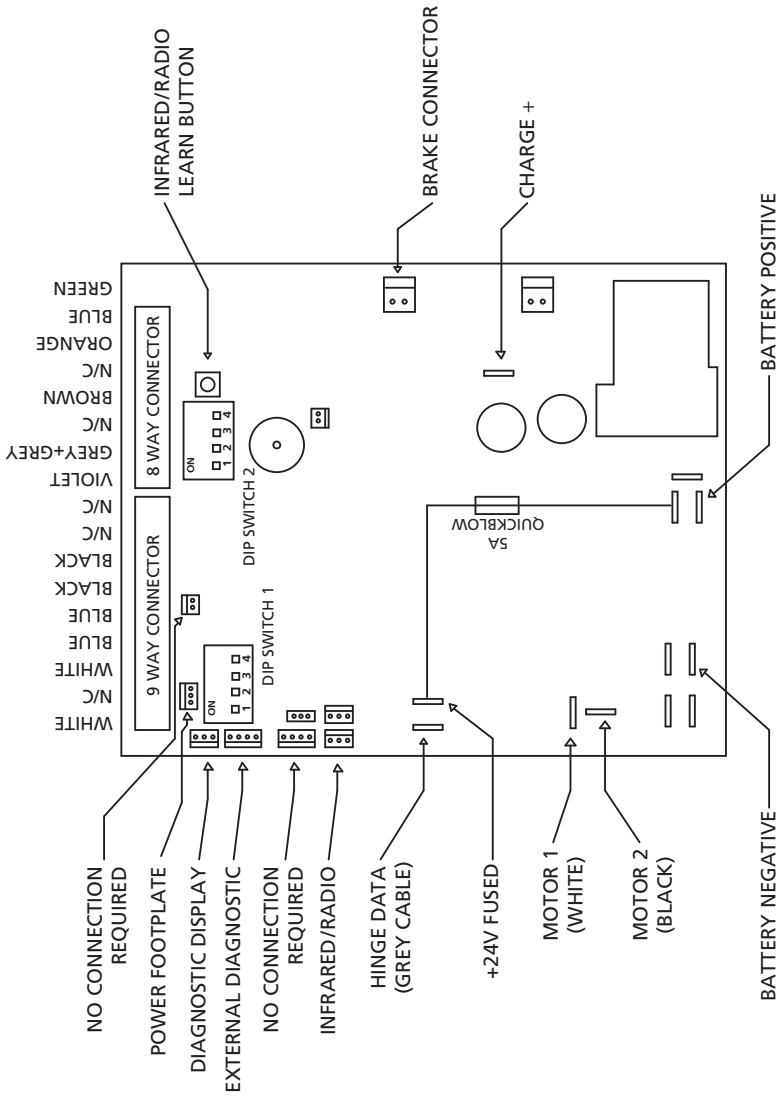 WHITE
N/C
WHITE
BLUE
BLUE
BLACK
BLACK
N/C
N/C
VIOLET
GREY+GREY
N/C
BROWN
N/C
ORANGE
BLUE
GREEN
9 WAY CONNECTOR
8 WAY CONNECTOR
INFRARED/RADIO
LEARN BUTTON
BRAKE CONNECTOR
CHARGE +
BATTERY POSITIVE
ON
1 2 3 4
DIP SWITCH 2
ON
1 2 3 4
DIP SWITCH 1
5A
QUICKBLOW
NO CONNECTION
REQUIRED
POWER FOOTPLATE
DIAGNOSTIC DISPLAY
EXTERNAL DIAGNOSTIC
NO CONNECTION
REQUIRED
INFRARED/RADIO
HINGE DATA
(GREY CABLE)
+24V FUSED
MOTOR 1
(WHITE)
MOTOR 2
(BLACK)
BATTERY NEGATIVE